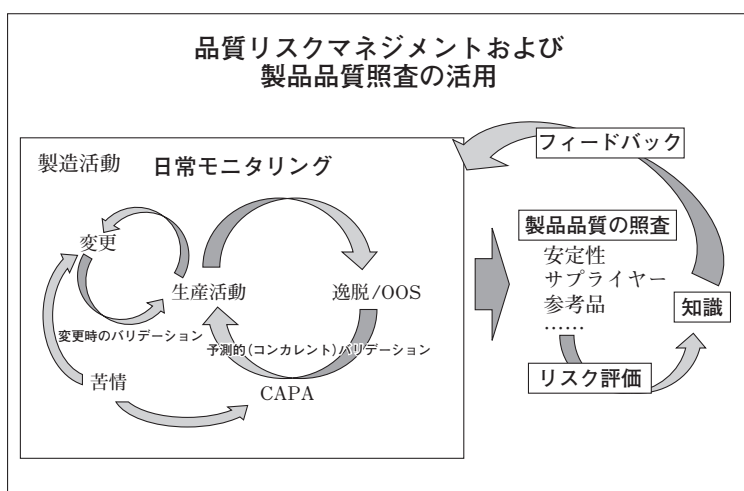 品質リスクマネジメントおよび
製品品質照査の活用
製造活動
日常モニタリング
変更
生産活動
逸脱/OOS
変更時のバリデーション
予測的(コンカレント)バリデーション
苦情
CAPA
フィードバック
製品品質の照査
安定性
サプライヤー
参考品
……
知識
リスク評価